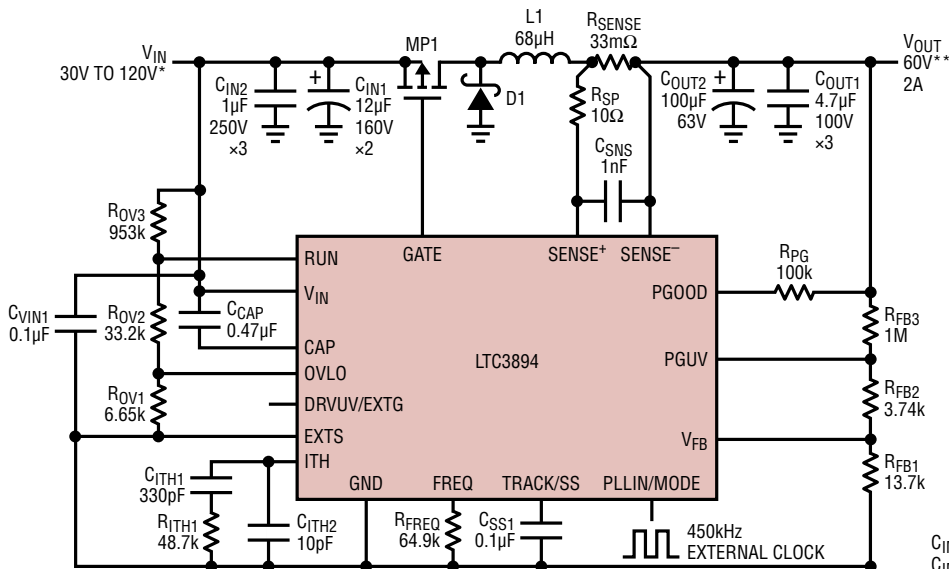 V_IN
30V TO 120V*
C_IN2
1µF
250V
×3
C_IN1
12µF
160V
×2
+
MP1
D1
L1
68µH
R_SENSE
33mΩ
R_SP
10Ω
C_SNS
1nF
+
C_OUT2
100µF
63V
C_OUT1
4.7µF
100V
×3
V_OUT
60V**
2A
R_OV3
953k
C_VIN1
0.1µF
R_OV2
33.2k
C_CAP
0.47µF
R_OV1
6.65k
RUN
V_IN
CAP
OVLO
DRVUV/EXTG
EXTS
ITH
GATE
SENSE+
SENSE–
LTC3894
PGOOD
PGUV
V_FB
GND
FREQ
TRACK/SS
PLLIN/MODE
R_PG
100k
R_FB3
1M
R_FB2
3.74k
R_FB1
13.7k
C_ITH1
330pF
R_ITH1
48.7k
C_ITH2
10pF
R_FREQ
64.9k
C_SS1
0.1µF
450kHz
EXTERNAL CLOCK